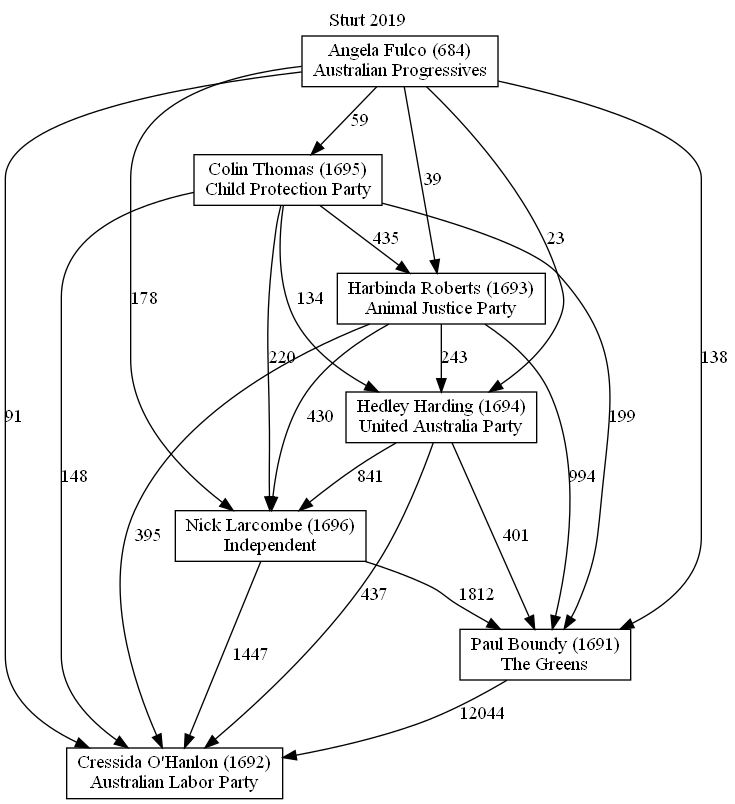 Sturt 2019
Angela Fulco (684)
Australian Progressives
59
Colin Thomas (1695)
Child Protection Party
39
435
23
Harbinda Roberts (1693)
Animal Justice Party
178
134
220
243
138
Hedley Harding (1694)
United Australia Party
91
430
199
148
841
994
Nick Larcombe (1696)
Independent
395
401
437
1812
Paul Boundy (1691)
The Greens
1447
12044
Cressida O'Hanlon (1692)
Australian Labor Party